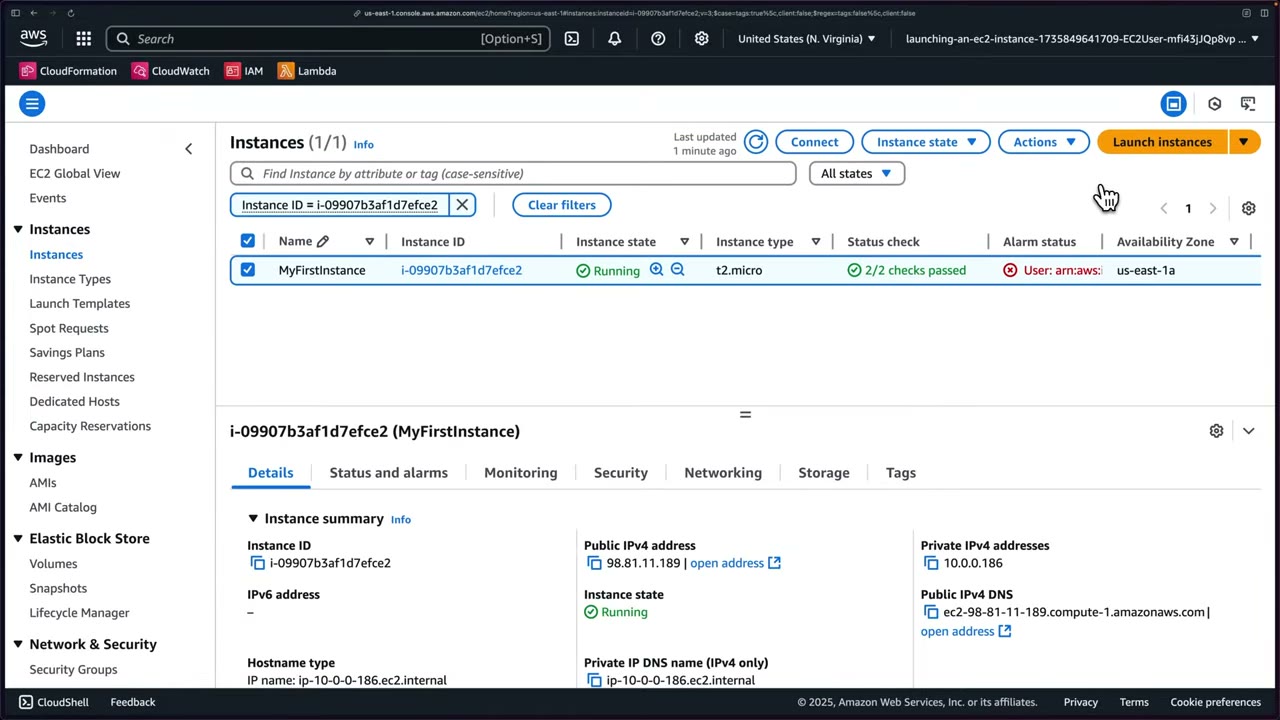 us-east-1.console.aws.amazon.com/ec2/home?region=us-east-1#Instances:instanceId=i-09907b3af1d7efce2;v=3;$case=tags:true%5c,client:false;$regex=tags:false%5c,client:false
aws
Search
[Option+S]
United States (N. Virginia)
launching-an-ec2-instance-1735849641709-EC2User-mfi43jJQp8vp ...
CloudFormation
CloudWatch
IAM
Lambda
Dashboard
EC2 Global View
Events
Instances
Instances
Instance Types
Launch Templates
Spot Requests
Savings Plans
Reserved Instances
Dedicated Hosts
Capacity Reservations
Images
AMIs
AMI Catalog
Elastic Block Store
Volumes
Snapshots
Lifecycle Manager
Network & Security
Security Groups
Instances (1/1) Info
Last updated
1 minute ago
Connect
Instance state
Actions
Launch instances
Find Instance by attribute or tag (case-sensitive)
All states
Instance ID = i-09907b3af1d7efce2
Clear filters
1
Name
Instance ID
Instance state
Instance type
Status check
Alarm status
Availability Zone
MyFirstInstance
i-09907b3af1d7efce2
Running
t2.micro
2/2 checks passed
User: arn:aws:
us-east-1a
i-09907b3af1d7efce2 (MyFirstInstance)
Details
Status and alarms
Monitoring
Security
Networking
Storage
Tags
Instance summary Info
Instance ID
i-09907b3af1d7efce2
Public IPv4 address
98.81.11.189 | open address
Private IPv4 addresses
10.0.0.186
IPv6 address
–
Instance state
Running
Public IPv4 DNS
ec2-98-81-11-189.compute-1.amazonaws.com |
open address
Hostname type
IP name: ip-10-0-0-186.ec2.internal
Private IP DNS name (IPv4 only)
ip-10-0-0-186.ec2.internal
CloudShell
Feedback
© 2025, Amazon Web Services, Inc. or its affiliates.
Privacy
Terms
Cookie preferences